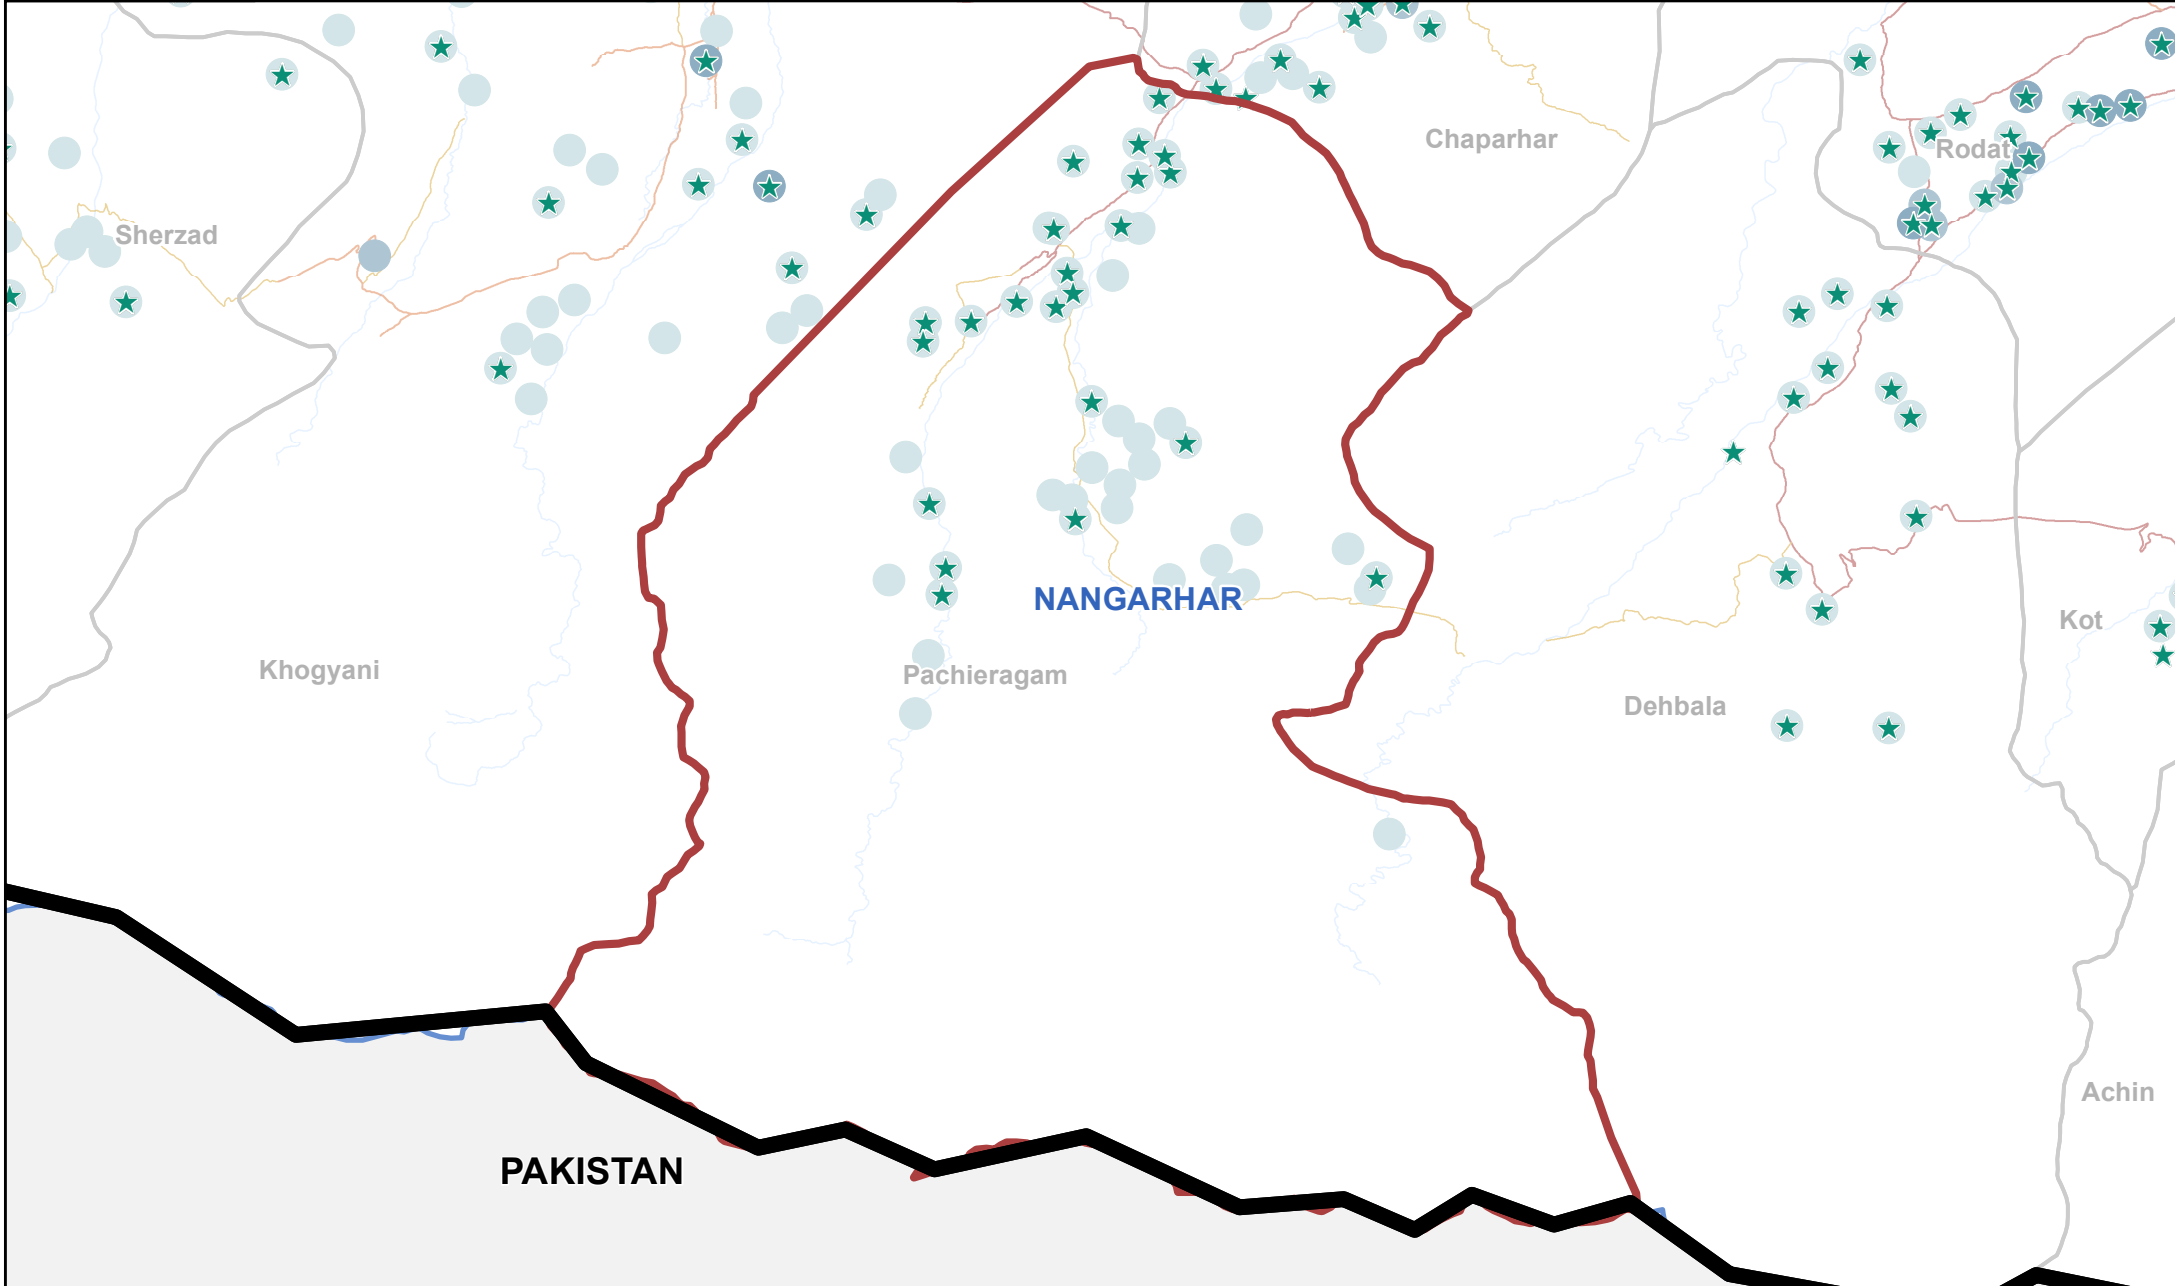 Chaparhar
Rodat
Sherzad
NANGARHAR
Kot
Khogyani
Pachieragam
Dehbala
Achin
PAKISTAN